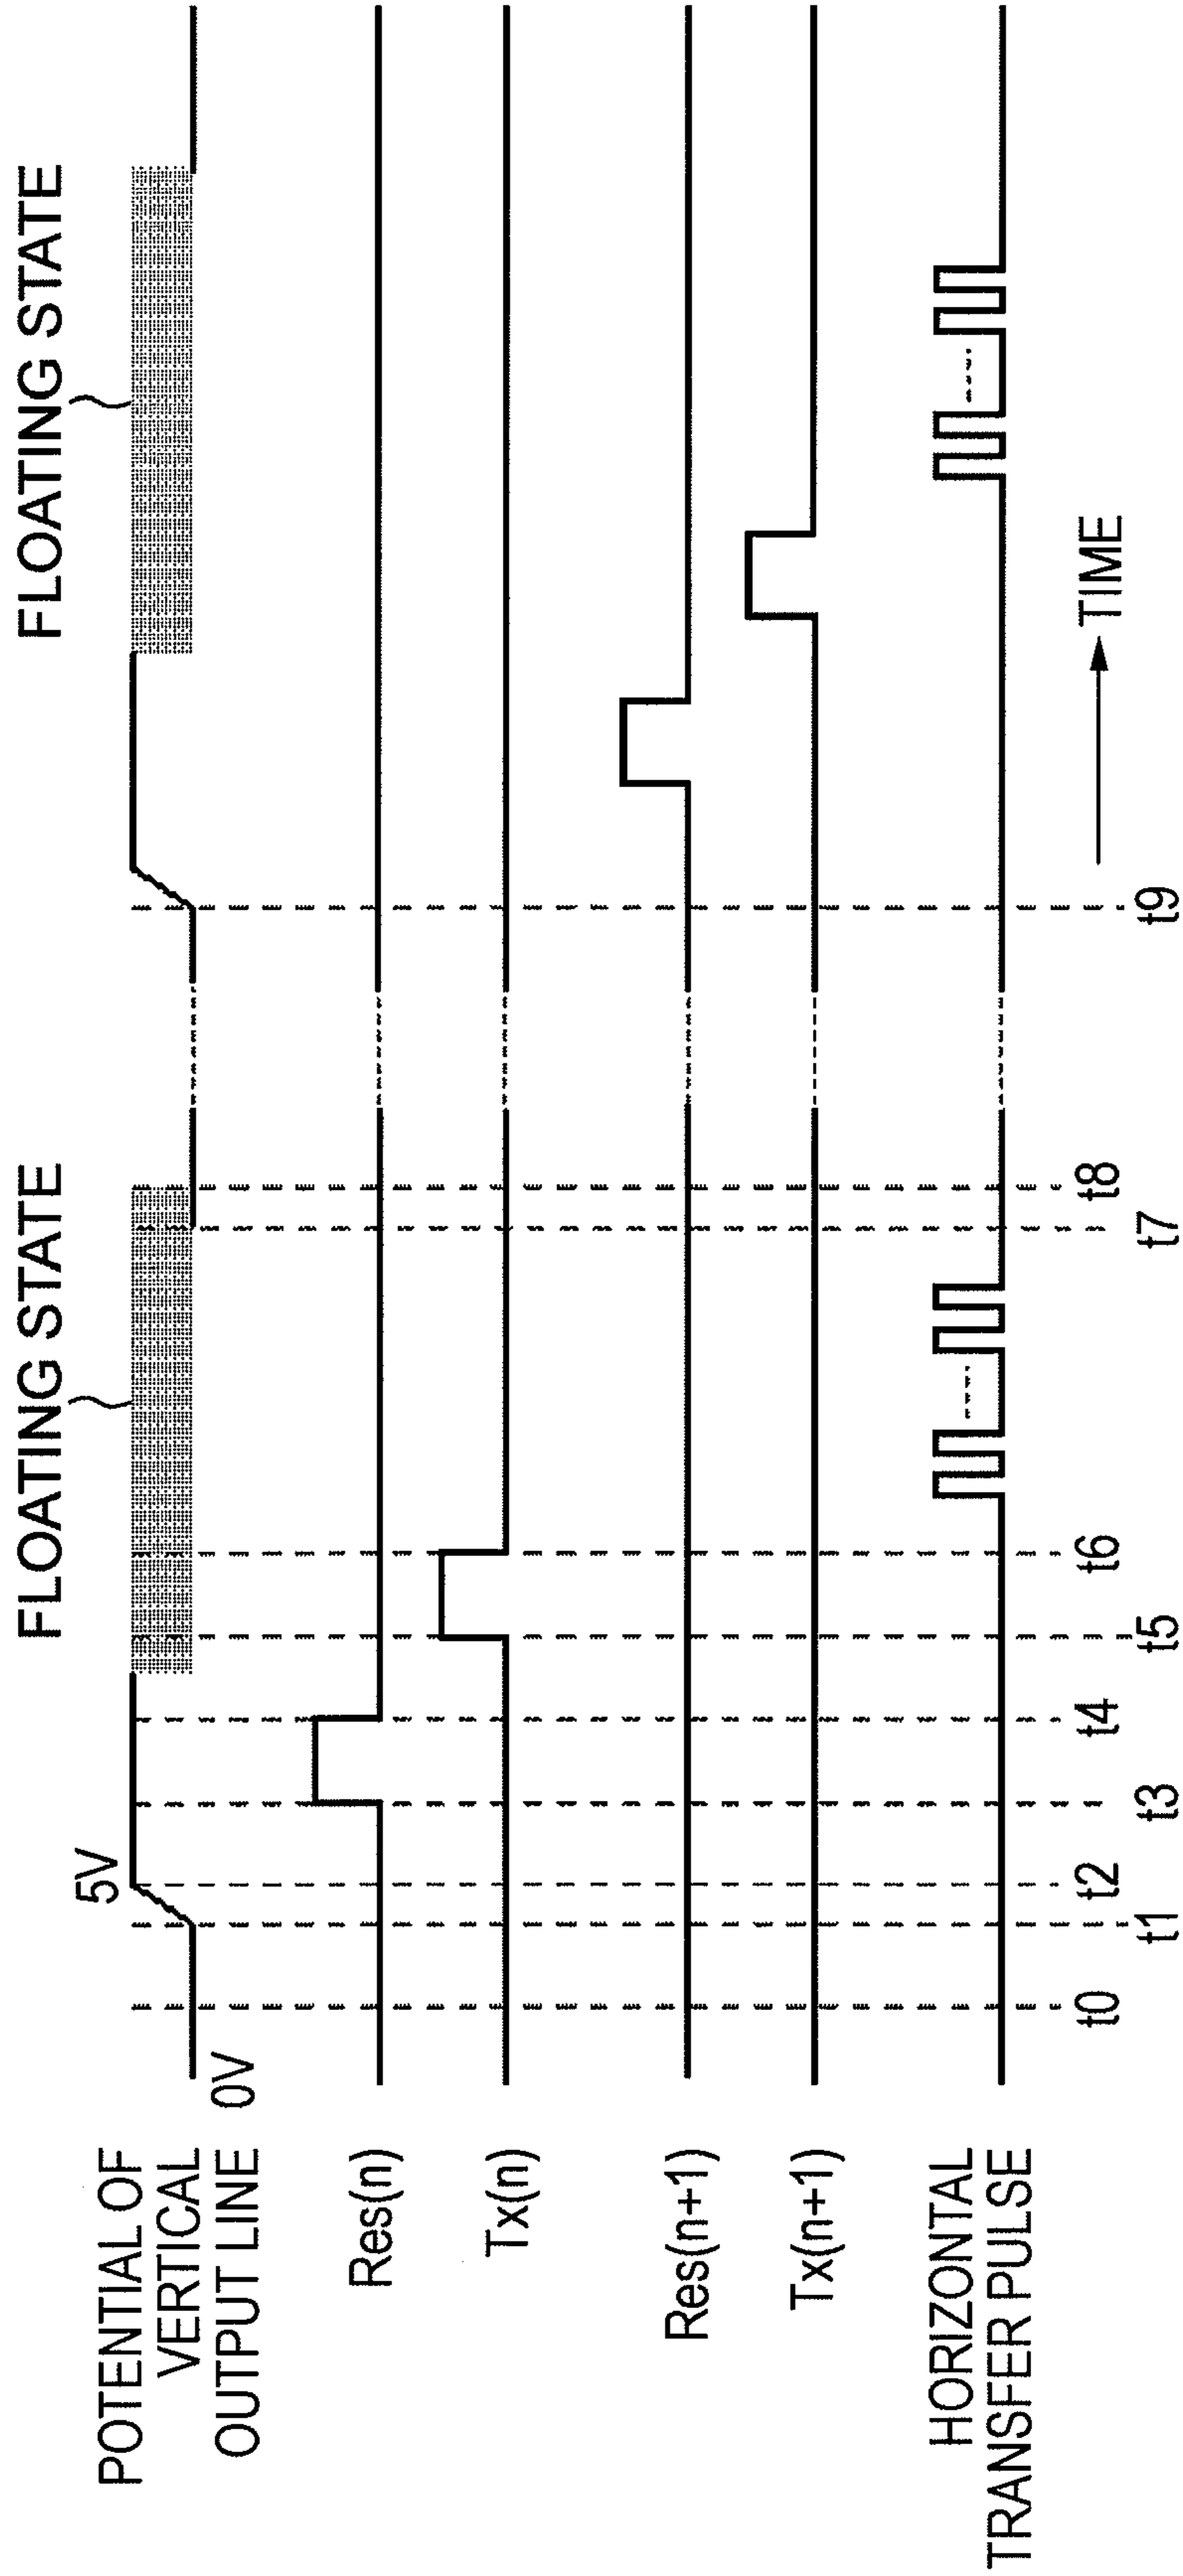 FLOATING STATE
FLOATING STATE
5V
POTENTIAL OF
VERTICAL
OUTPUT LINE
0V
Res(n)
Tx(n)
Res(n+1)
Tx(n+1)
HORIZONTAL
TRANSFER PULSE
t0
t1
t2
t3
t4
t5
t6
t7
t8
t9
TIME